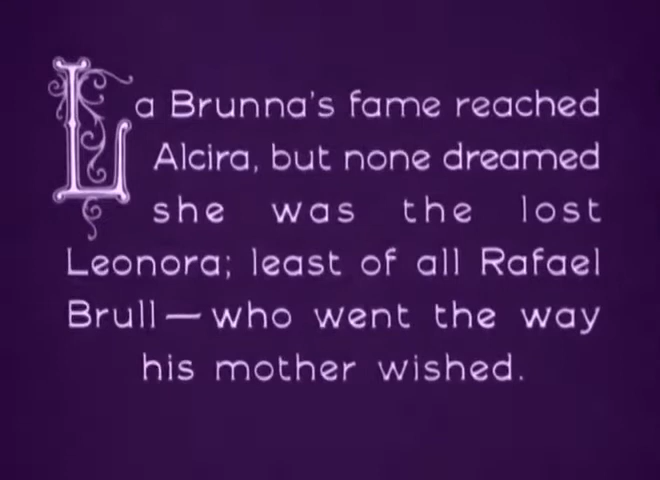 La Brunna's fame reached
Alcira, but none dreamed
she was the lost
Leonora; least of all Rafael
Brull—who went the way
his mother wished.